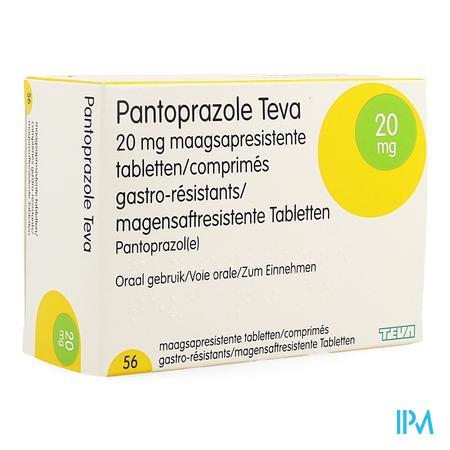 Pantoprazole Teva
20 mg maagsapresistente
tabletten/comprimés
gastro-résistants/
magensaftresistente Tabletten
Pantoprazol(e)
Oraal gebruik/Voie orale/Zum Einnehmen
20
mg
56
maagsapresistente tabletten/comprimés
gastro-résistants/magensaftresistente Tabletten
TEVA
56
Pantoprazole Teva
20
mg
IPM